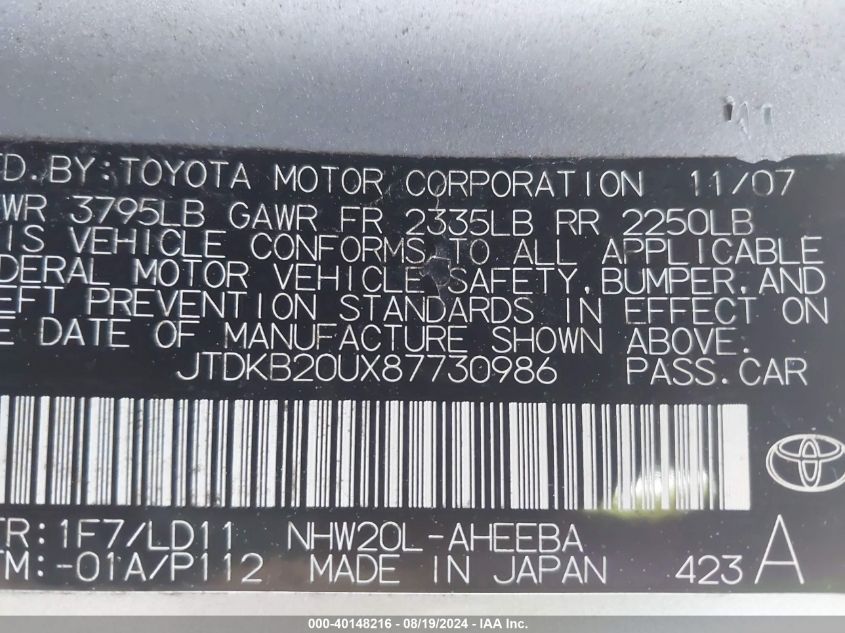 FD. BY: TOYOTA MOTOR CORPORATION 11/07
WR 3795LB GAWR FR 2335LB RR 2250LB
IS VEHICLE CONFORMS TO ALL APPLICABLE
DERAL MOTOR VEHICLE SAFETY, BUMPER, AND
EFT PREVENTION STANDARDS IN EFFECT ON
E DATE OF MANUFACTURE SHOWN ABOVE.
JTDKB20UX87730986 PASS. CAR
TR: 1F7/LD11 NHW20L-AHEEBA
TM: -01A/P112 MADE IN JAPAN 423 A
000-40148216 - 08/19/2024 - © IAA, Inc.